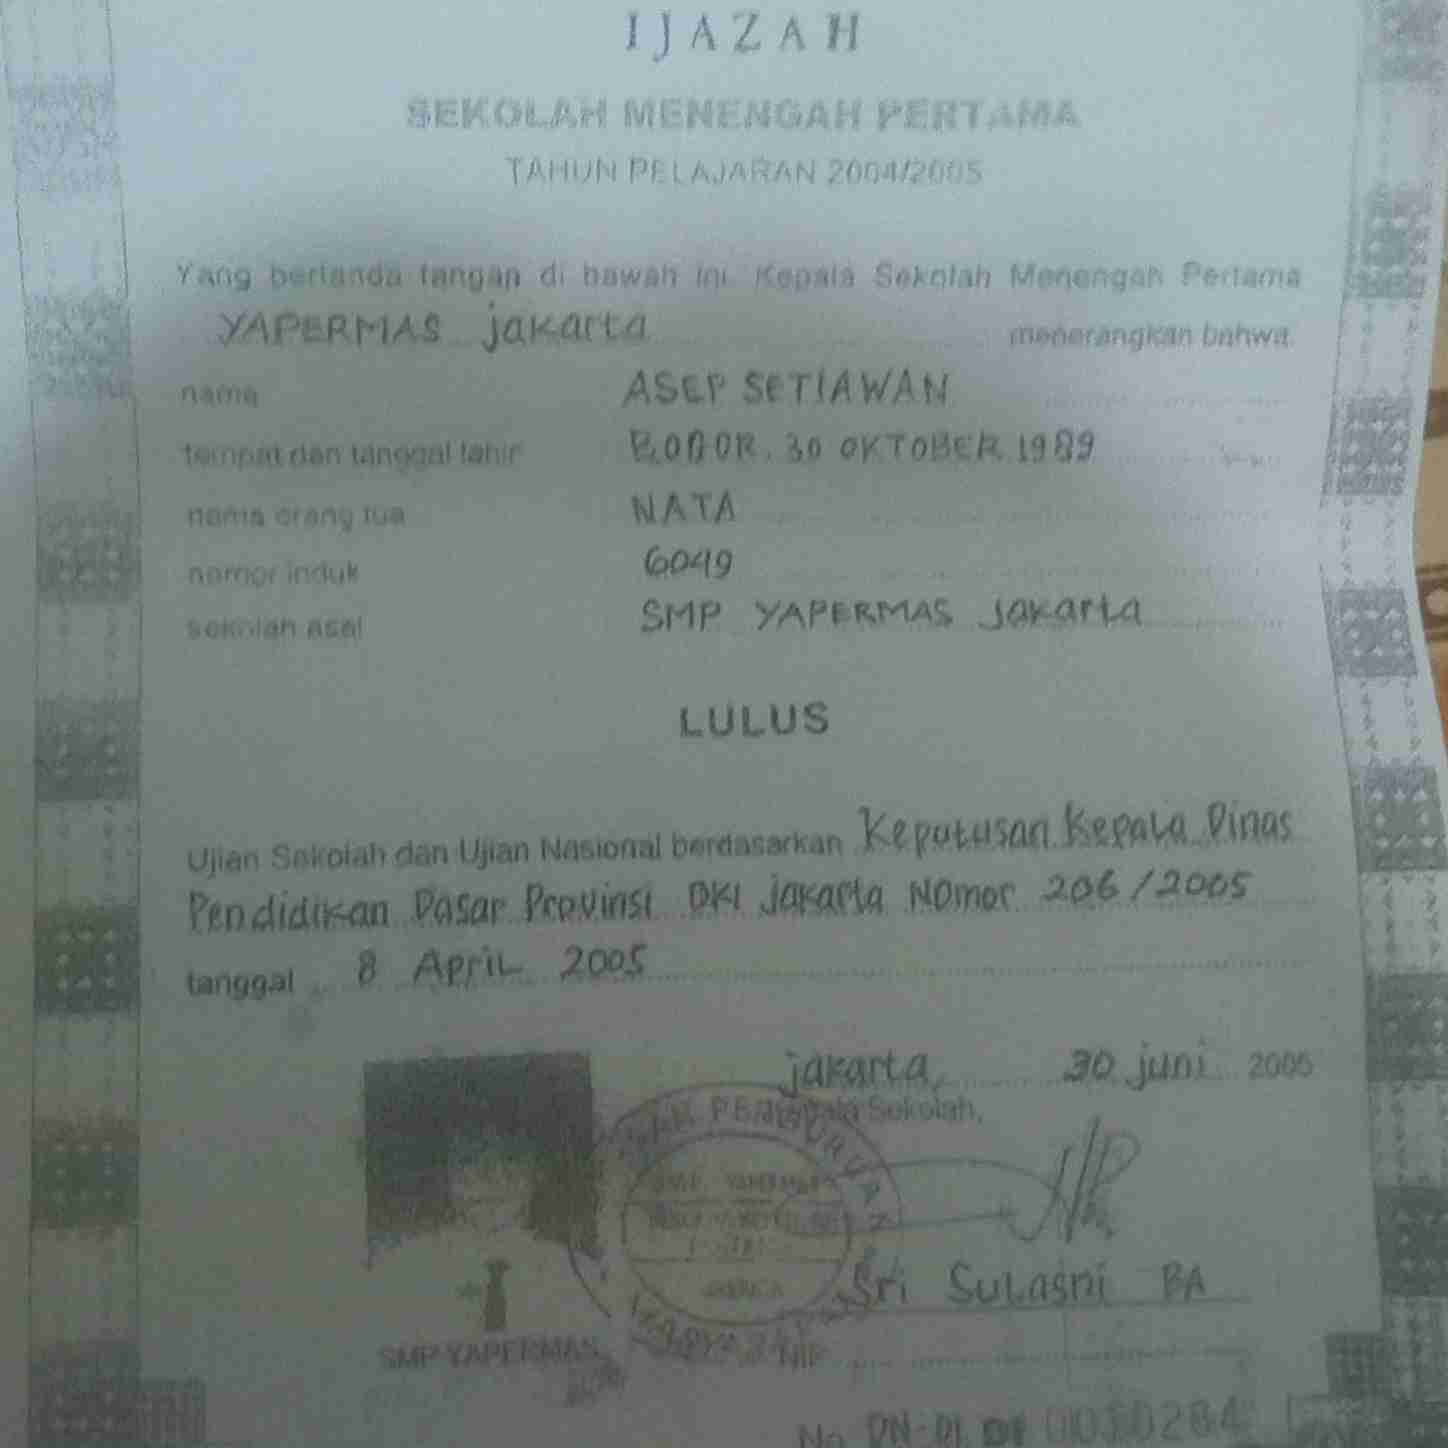 IJAZAH
SEKOLAH MENENGAH PERTAMA
TAHUN PELAJARAN 2004/2005
Yang bertanda tangan di bawah ini Kepala Sekolah Menengah Pertama
YAPERMAS jakarta menerangkan bahwa
nama ASEP SETIAWAN
tempat dan tanggal lahir BOGOR, 30 OKTOBER 1989
nama orang tua NATA
nomor induk 6049
sekolah asal SMP YAPERMAS jakarta
LULUS
Ujian Sekolah dan Ujian Nasional berdasarkan Keputusan Kepala Dinas
Pendidikan Dasar Provinsi DKI jakarta Nomor 206/2005
tanggal 8 April 2005
jakarta, 30 juni 2005
Kepala Sekolah,
Sri Sulasni BA
SMP YAPERMAS
NIP
No DN-01